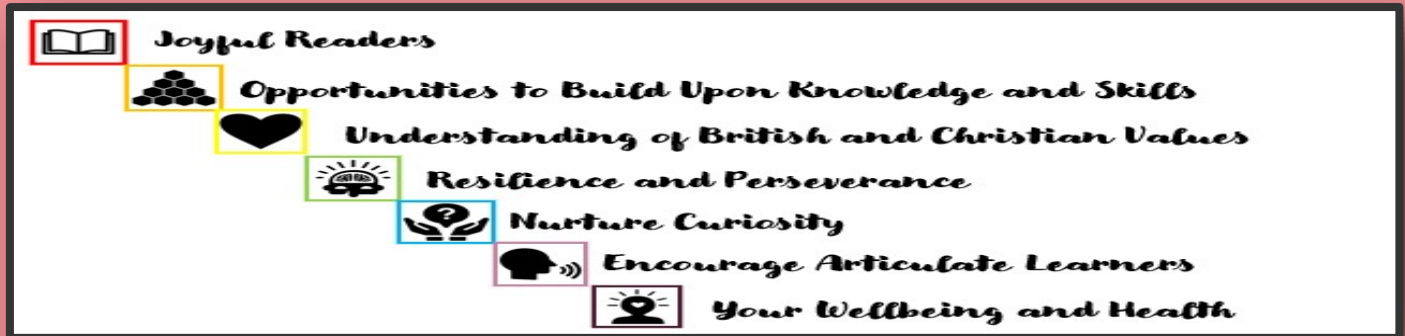 Joyful Readers
Opportunities to Build Upon Knowledge and Skills
Understanding of British and Christian Values
Resilience and Perseverance
Nurture Curiosity
?
Encourage Articulate Learners
Your Wellbeing and Health